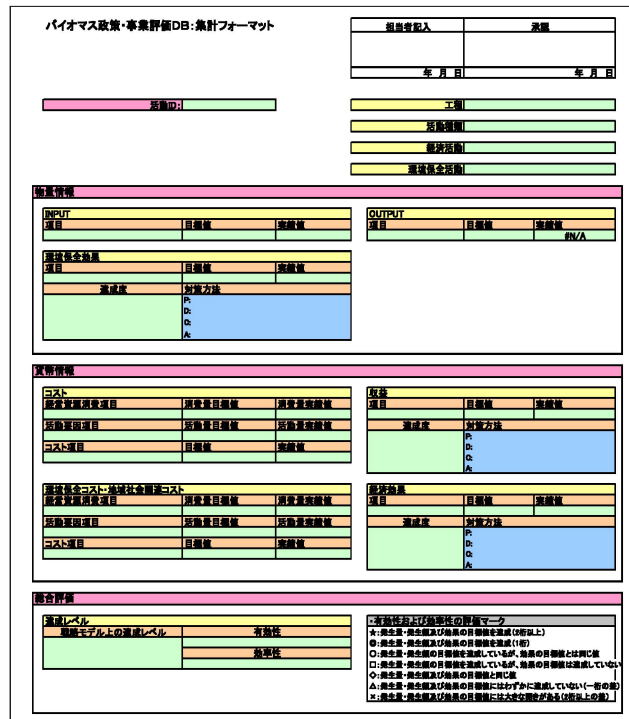 バイオマス政策・事業評価DB:集計フォーマット
担当者記入 承認
年 月 日 年 月 日
活動ID:
工程
活動種類
経済活動
環境保全活動
物量情報
INPUT
項目 目標値 実績値
OUTPUT
項目 目標値 実績値
#N/A
環境保全効果
項目 目標値 実績値
達成度 対策方法
P:
D:
C:
A:
貨幣情報
コスト
経営資源消費項目 消費量目標値 消費量実績値
活動要因項目 活動量目標値 活動量実績値
コスト項目 目標値 実績値
収益
項目 目標値 実績値
達成度 対策方法
P:
D:
C:
A:
環境保全コスト・地域社会関連コスト
経営資源消費項目 消費量目標値 消費量実績値
活動要因項目 活動量目標値 活動量実績値
コスト項目 目標値 実績値
経済効果
項目 目標値 実績値
達成度 対策方法
P:
D:
C:
A:
総合評価
達成レベル
戦略モデル上の達成レベル 有効性
効率性
・有効性および効率性の評価マーク
★:発生量・発生額及び効果の目標値を達成(2桁以上)
◎:発生量・発生額及び効果の目標値を達成(1桁)
○:発生量・発生額の目標値を達成しているが、効果の目標値とは同じ値
□:発生量・発生額の目標値を達成しているが、効果の目標値は達成していない
◇:発生量・発生額及び効果の目標値と同じ値
△:発生量・発生額及び効果の目標値にはわずかに達成していない(一桁の差)
×:発生量・発生額及び効果の目標値には大きな開きがある(2桁以上の差)